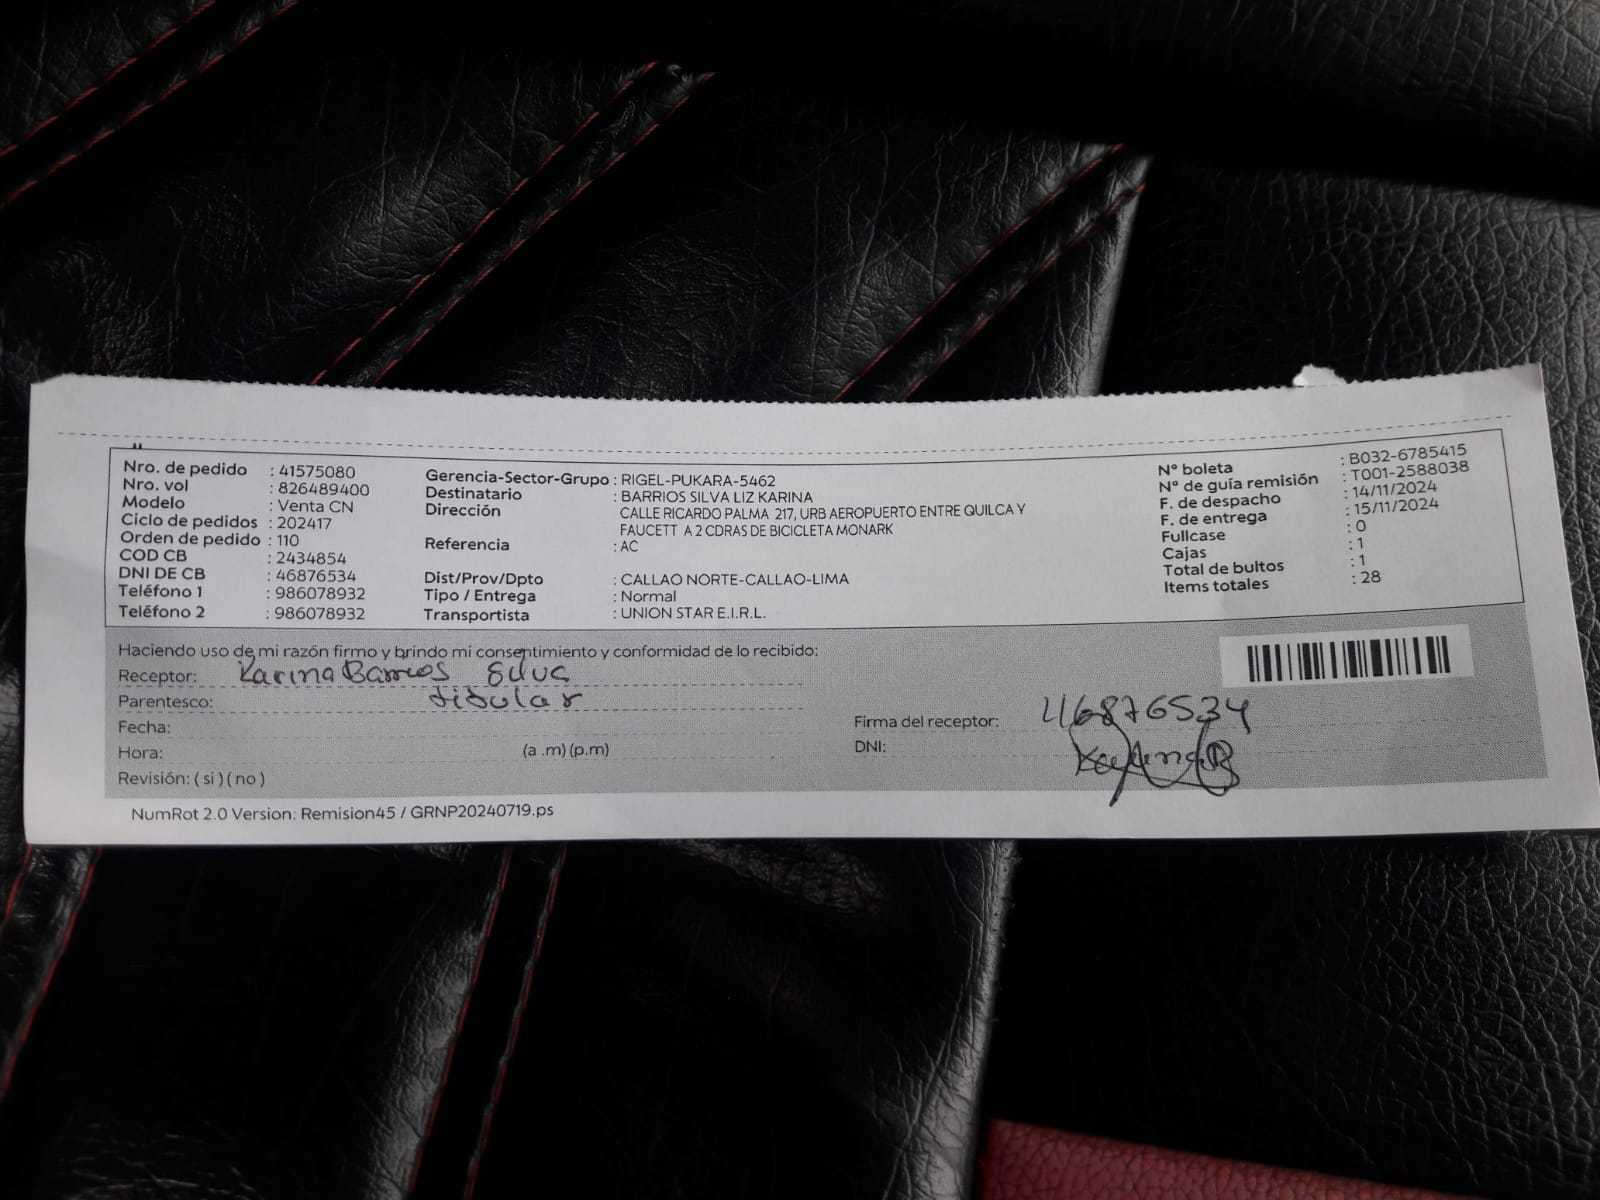 Nro. de pedido : 41575080
Nro. vol : 826489400
Modelo : Venta CN
Ciclo de pedidos : 202417
Orden de pedido : 110
COD CB : 2434854
DNI DE CB : 46876534
Teléfono 1 : 986078932
Teléfono 2 : 986078932
Gerencia-Sector-Grupo : RIGEL-PUKARA-5462
Destinatario : BARRIOS SILVA LIZ KARINA
Dirección : CALLE RICARDO PALMA 217, URB AEROPUERTO ENTRE QUILCA Y
FAUCETT A 2 CDRAS DE BICICLETA MONARK
Referencia : AC
Dist/Prov/Dpto : CALLAO NORTE-CALLAO-LIMA
Tipo / Entrega : Normal
Transportista : UNION STAR E.I.R.L.
N° boleta : B032-6785415
N° de guía remisión : T001-2588038
F. de despacho : 14/11/2024
F. de entrega : 15/11/2024
Fullcase : 0
Cajas : 1
Total de bultos : 1
Items totales : 28
Haciendo uso de mi razón firmo y brindo mi consentimiento y conformidad de lo recibido:
Receptor: Karina Barrios Silva
Parentesco: titular
Fecha:
Hora: (a .m) (p.m)
Revisión: ( si ) ( no )
Firma del receptor: 46876534
DNI: Karina B
NumRot 2.0 Version: Remision45 / GRNP20240719.ps